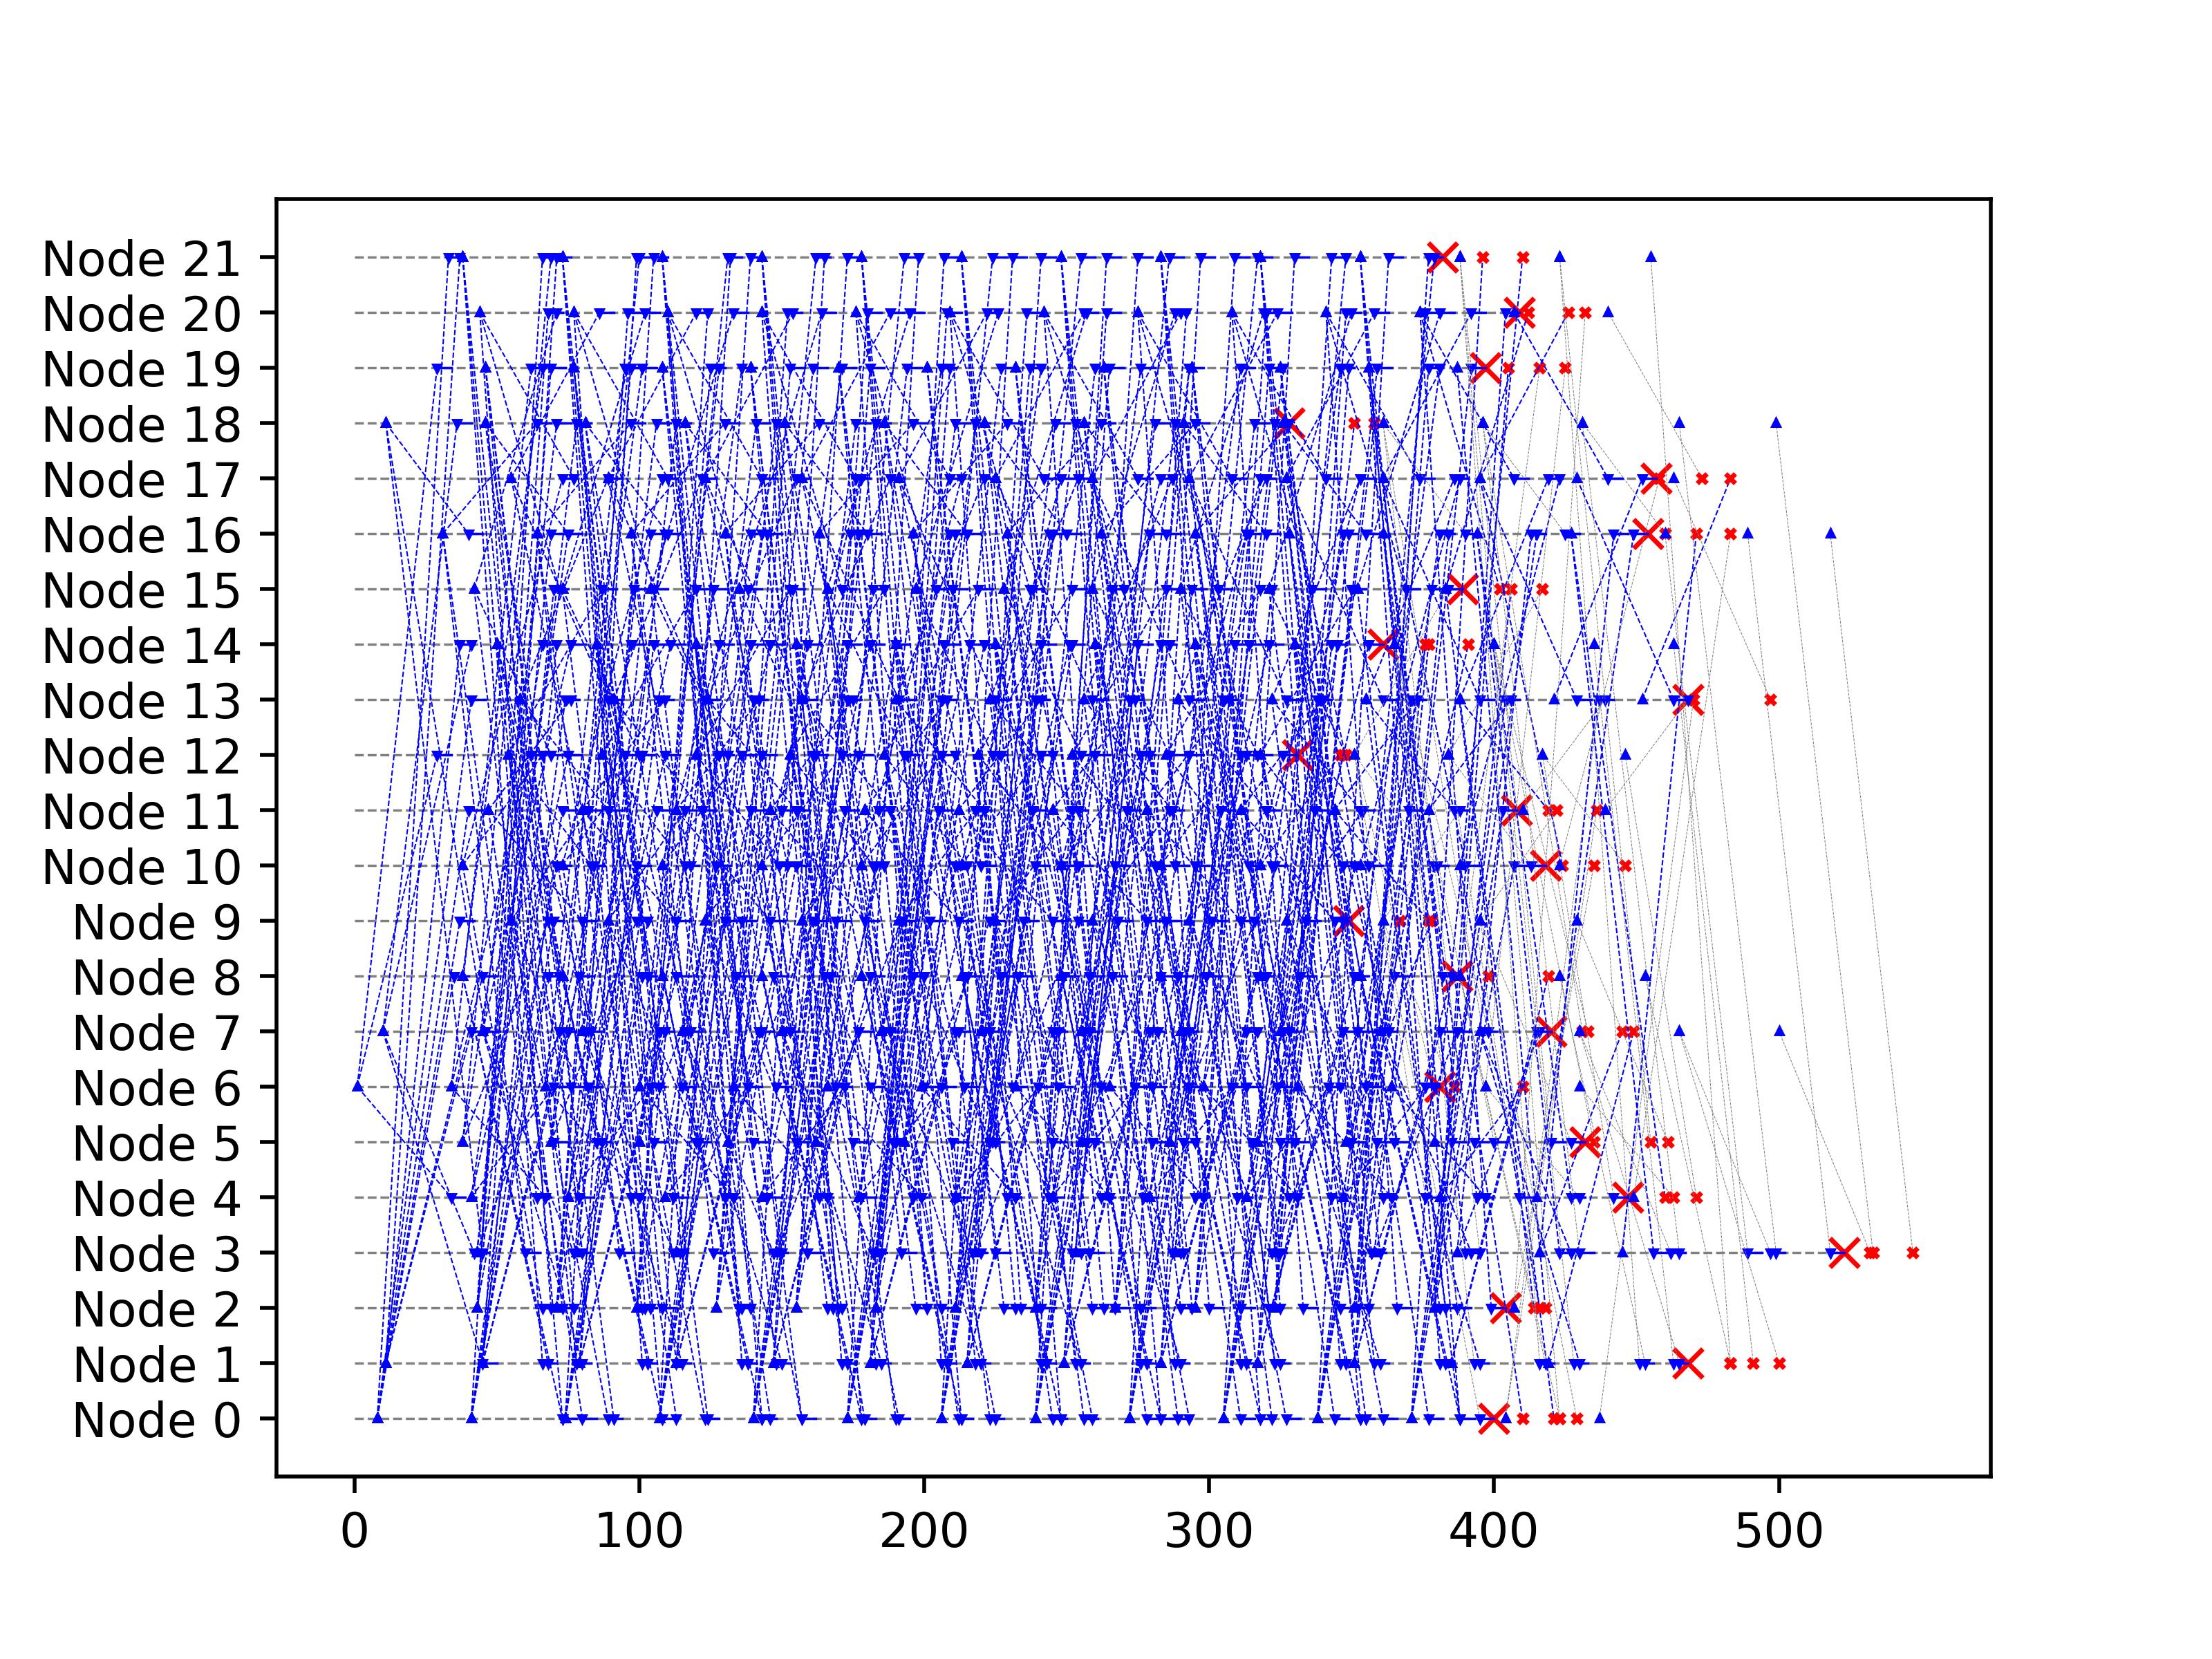 Node 21
Node 20
Node 19
Node 18
Node 17
Node 16
Node 15
Node 14
Node 13
Node 12
Node 11
Node 10
Node 9
Node 8
Node 7
Node 6
Node 5
Node 4
Node 3
Node 2
Node 1
Node 0
0 100 200 300 400 500